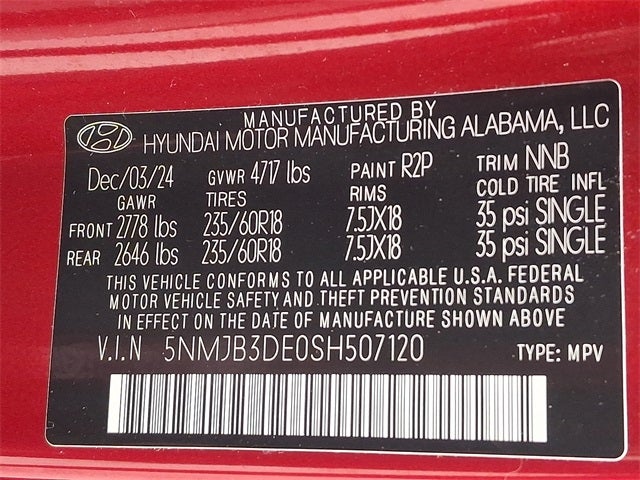 MANUFACTURED BY
HYUNDAI MOTOR MANUFACTURING ALABAMA, LLC
Dec/03/24 GVWR 4717 lbs PAINT R2P TRIM NNB
GAWR TIRES RIMS COLD TIRE INFL
FRONT 2778 lbs 235/60R18 7.5JX18 35 psi SINGLE
REAR 2646 lbs 235/60R18 7.5JX18 35 psi SINGLE
THIS VEHICLE CONFORMS TO ALL APPLICABLE U.S.A. FEDERAL
MOTOR VEHICLE SAFETY AND THEFT PREVENTION STANDARDS
IN EFFECT ON THE DATE OF MANUFACTURE SHOWN ABOVE
V.I.N 5NMJB3DE0SH507120 TYPE: MPV